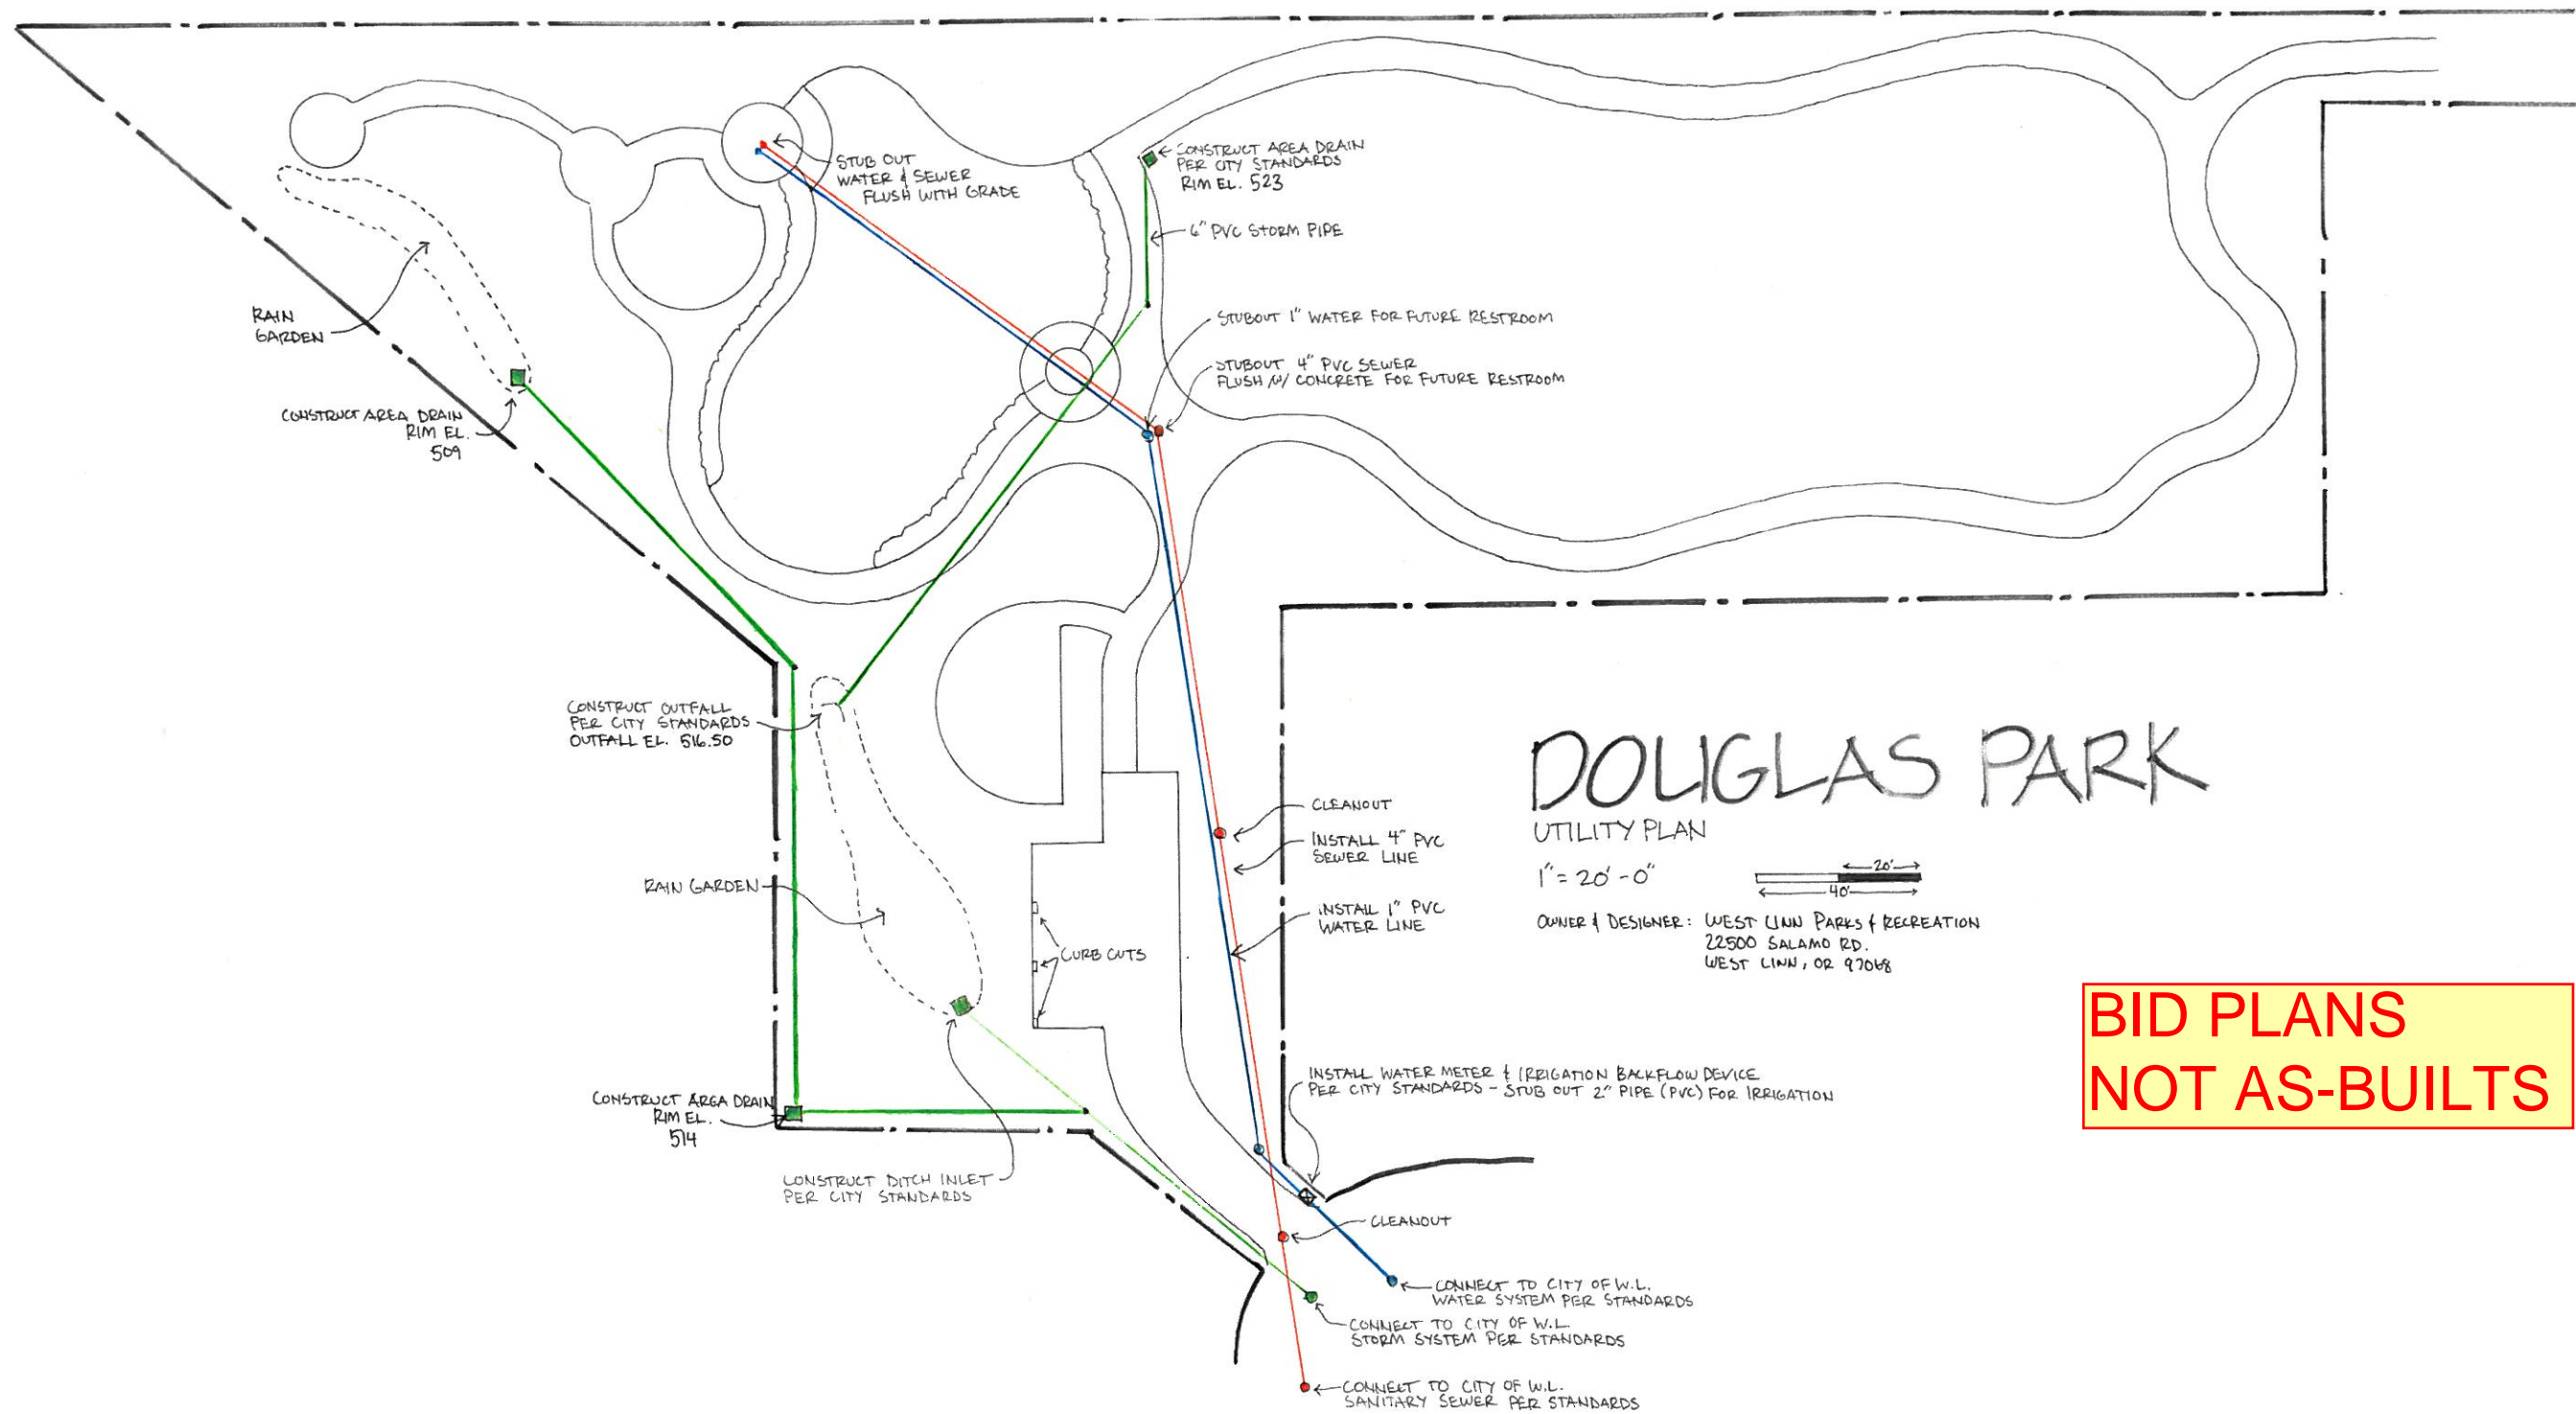 STUB OUT
WATER & SEWER
FLUSH WITH GRADE
CONSTRUCT AREA DRAIN
PER CITY STANDARDS
RIM EL. 523
6" PVC STORM PIPE
RAIN
GARDEN
STUBOUT 1" WATER FOR FUTURE RESTROOM
STUBOUT 4" PVC SEWER
FLUSH W/ CONCRETE FOR FUTURE RESTROOM
CONSTRUCT AREA DRAIN
RIM EL.
509
CONSTRUCT OUTFALL
PER CITY STANDARDS
OUTFALL EL. 516.50
DOUGLAS PARK
UTILITY PLAN
1" = 20'-0"
20'
40'
OWNER & DESIGNER: WEST LINN PARKS & RECREATION
22500 SALAMO RD.
WEST LINN, OR 97068
CLEANOUT
INSTALL 4" PVC
SEWER LINE
INSTALL 1" PVC
WATER LINE
RAIN GARDEN
CURB CUTS
BID PLANS
NOT AS-BUILTS
INSTALL WATER METER & IRRIGATION BACKFLOW DEVICE
PER CITY STANDARDS - STUB OUT 2" PIPE (PVC) FOR IRRIGATION
CONSTRUCT AREA DRAIN
RIM EL.
514
CONSTRUCT DITCH INLET
PER CITY STANDARDS
CLEANOUT
CONNECT TO CITY OF W.L.
WATER SYSTEM PER STANDARDS
CONNECT TO CITY OF W.L.
STORM SYSTEM PER STANDARDS
CONNECT TO CITY OF W.L.
SANITARY SEWER PER STANDARDS